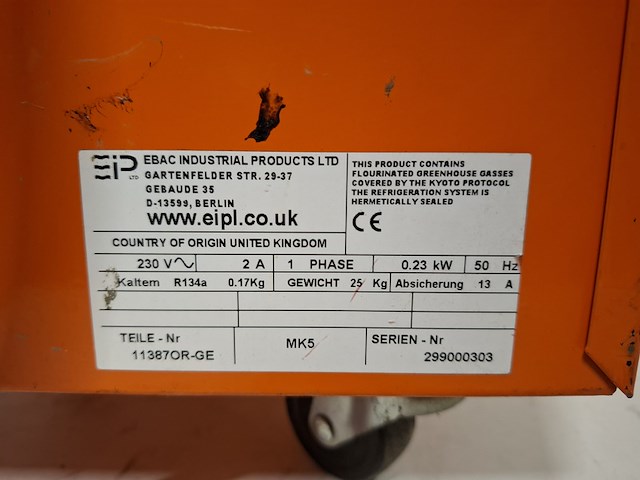 EIP LTD
EBAC INDUSTRIAL PRODUCTS LTD
GARTENFELDER STR. 29-37
GEBAUDE 35
D-13599, BERLIN
www.eipl.co.uk
COUNTRY OF ORIGIN UNITED KINGDOM
THIS PRODUCT CONTAINS
FLOURINATED GREENHOUSE GASSES
COVERED BY THE KYOTO PROTOCOL
THE REFRIGERATION SYSTEM IS
HERMETICALLY SEALED
CE
230 V~ 2 A 1 PHASE 0.23 kW 50 Hz
Kaltem R134a 0.17Kg GEWICHT 25 Kg Absicherung 13 A
TEILE - Nr
11387OR-GE
MK5
SERIEN - Nr
299000303